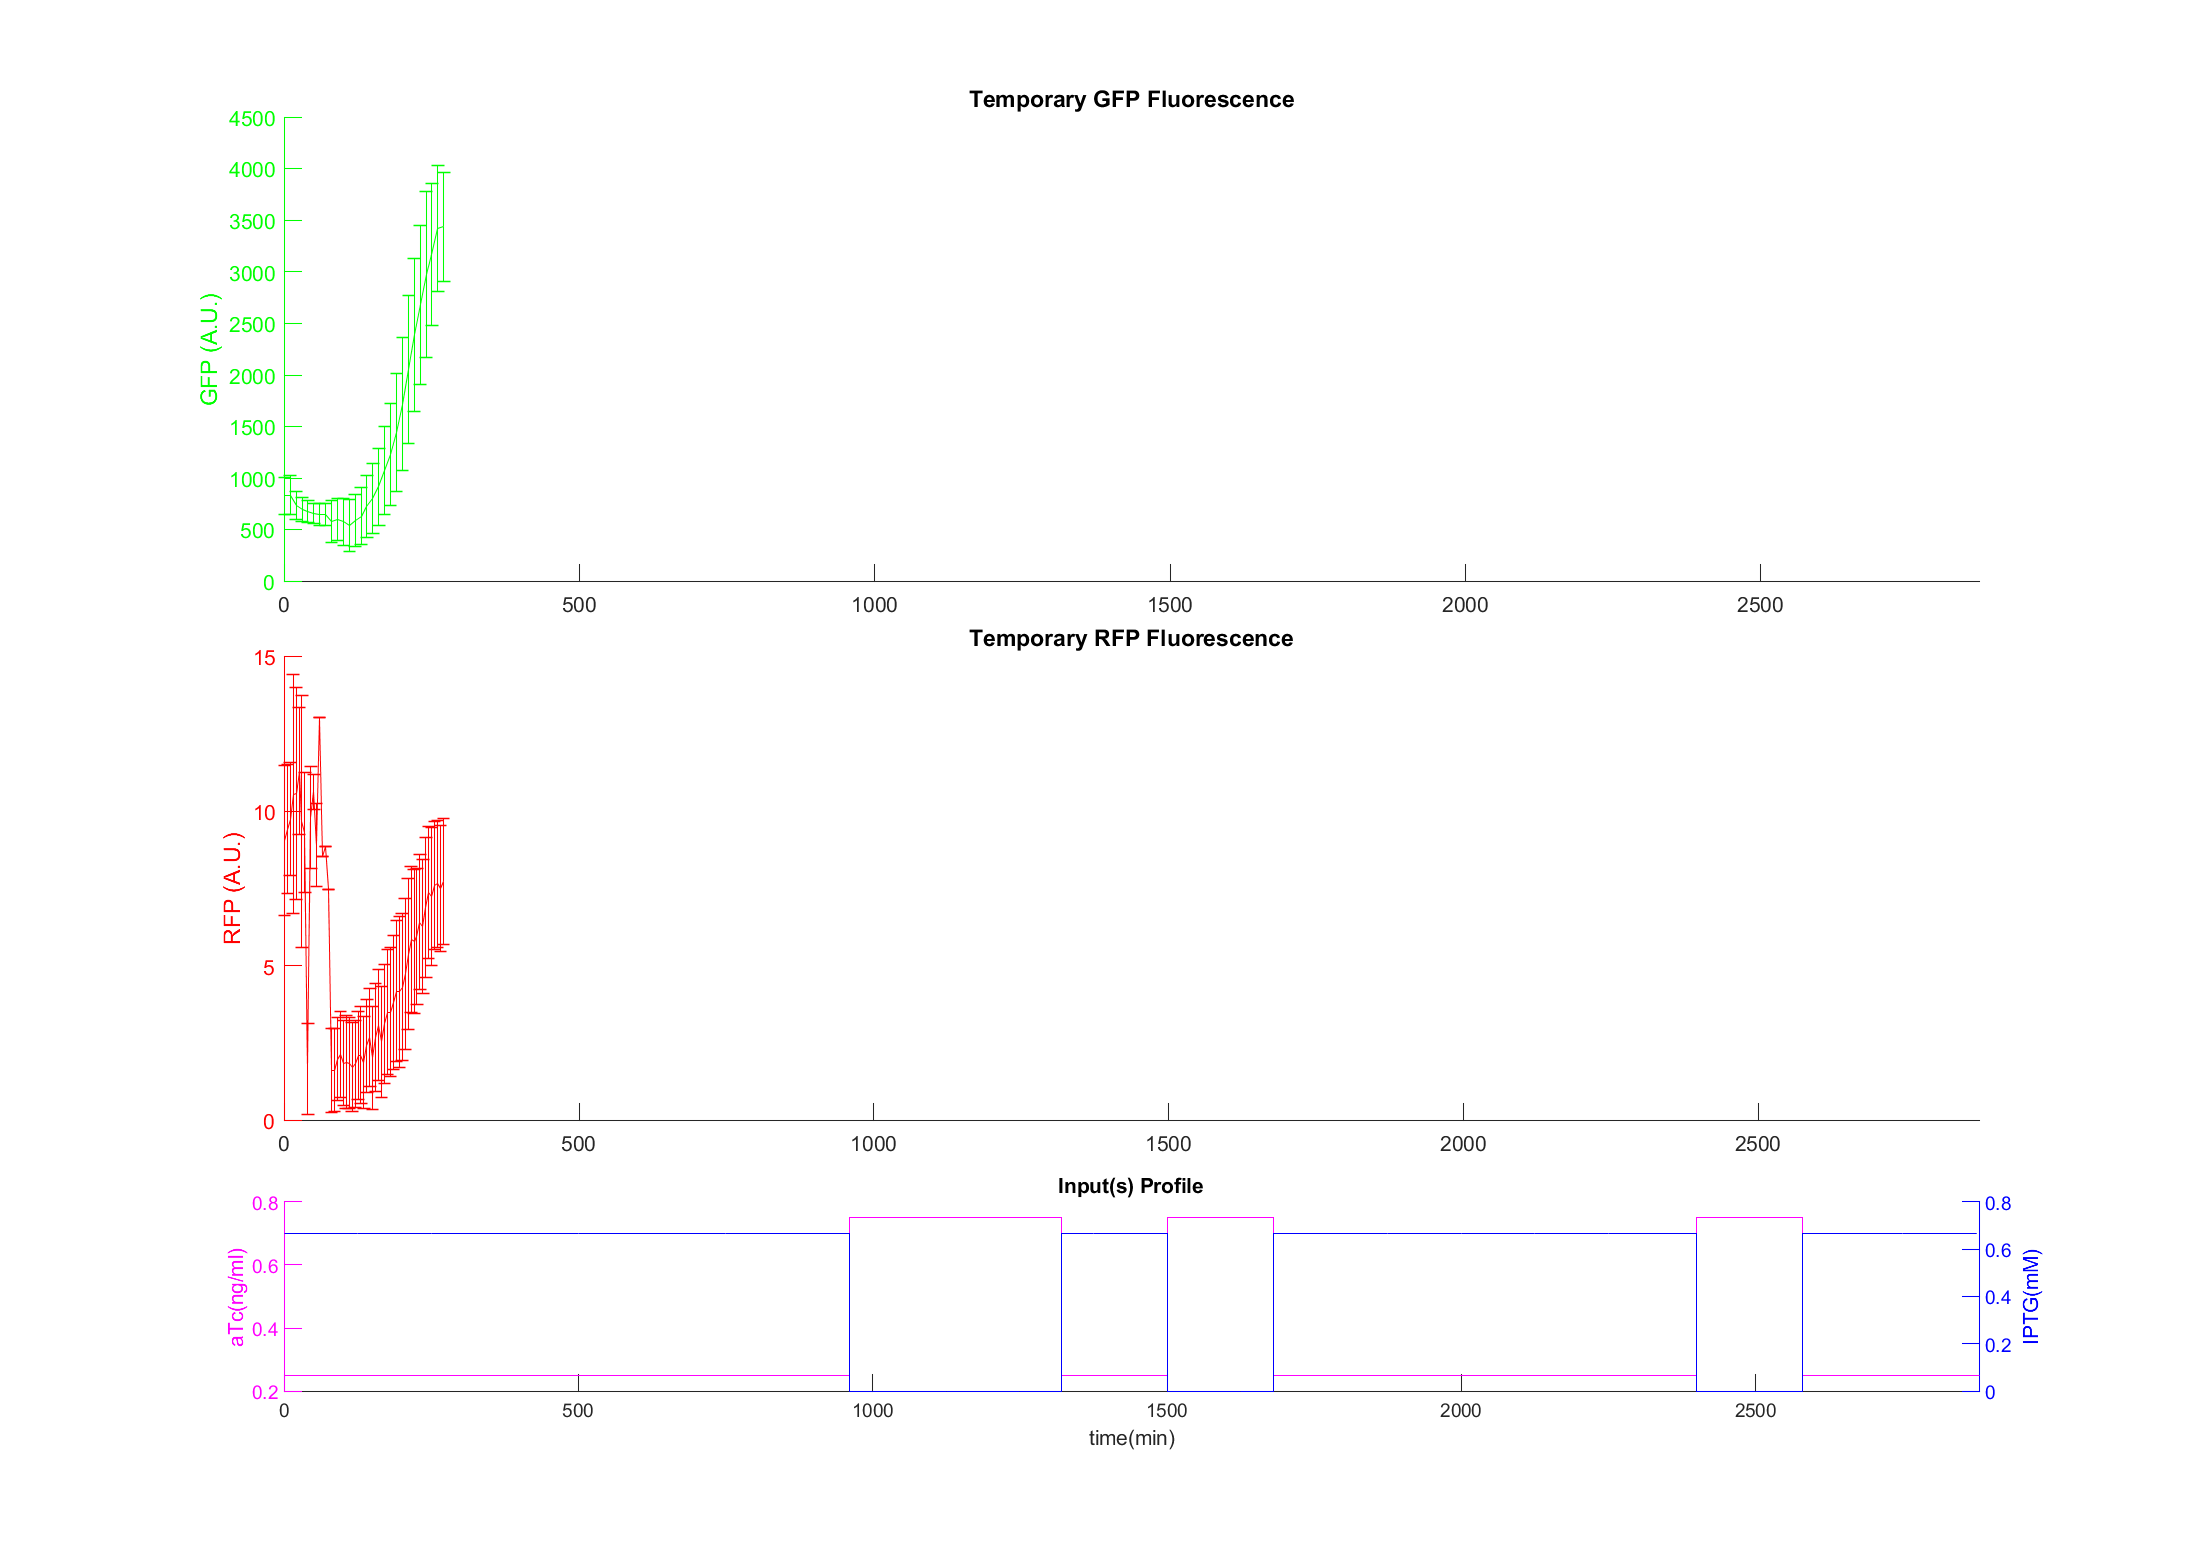 Temporary GFP Fluorescence
4500
4000
3500
3000
2500
2000
1500
1000
500
0
GFP (A.U.)
0 500 1000 1500 2000 2500
Temporary RFP Fluorescence
15
10
5
0
RFP (A.U.)
0 500 1000 1500 2000 2500
Input(s) Profile
0.8 0.8
0.6 0.6
0.4 0.4
0.2
0.2 0
aTc(ng/ml)
IPTG(mM)
0 500 1000 1500 2000 2500
time(min)